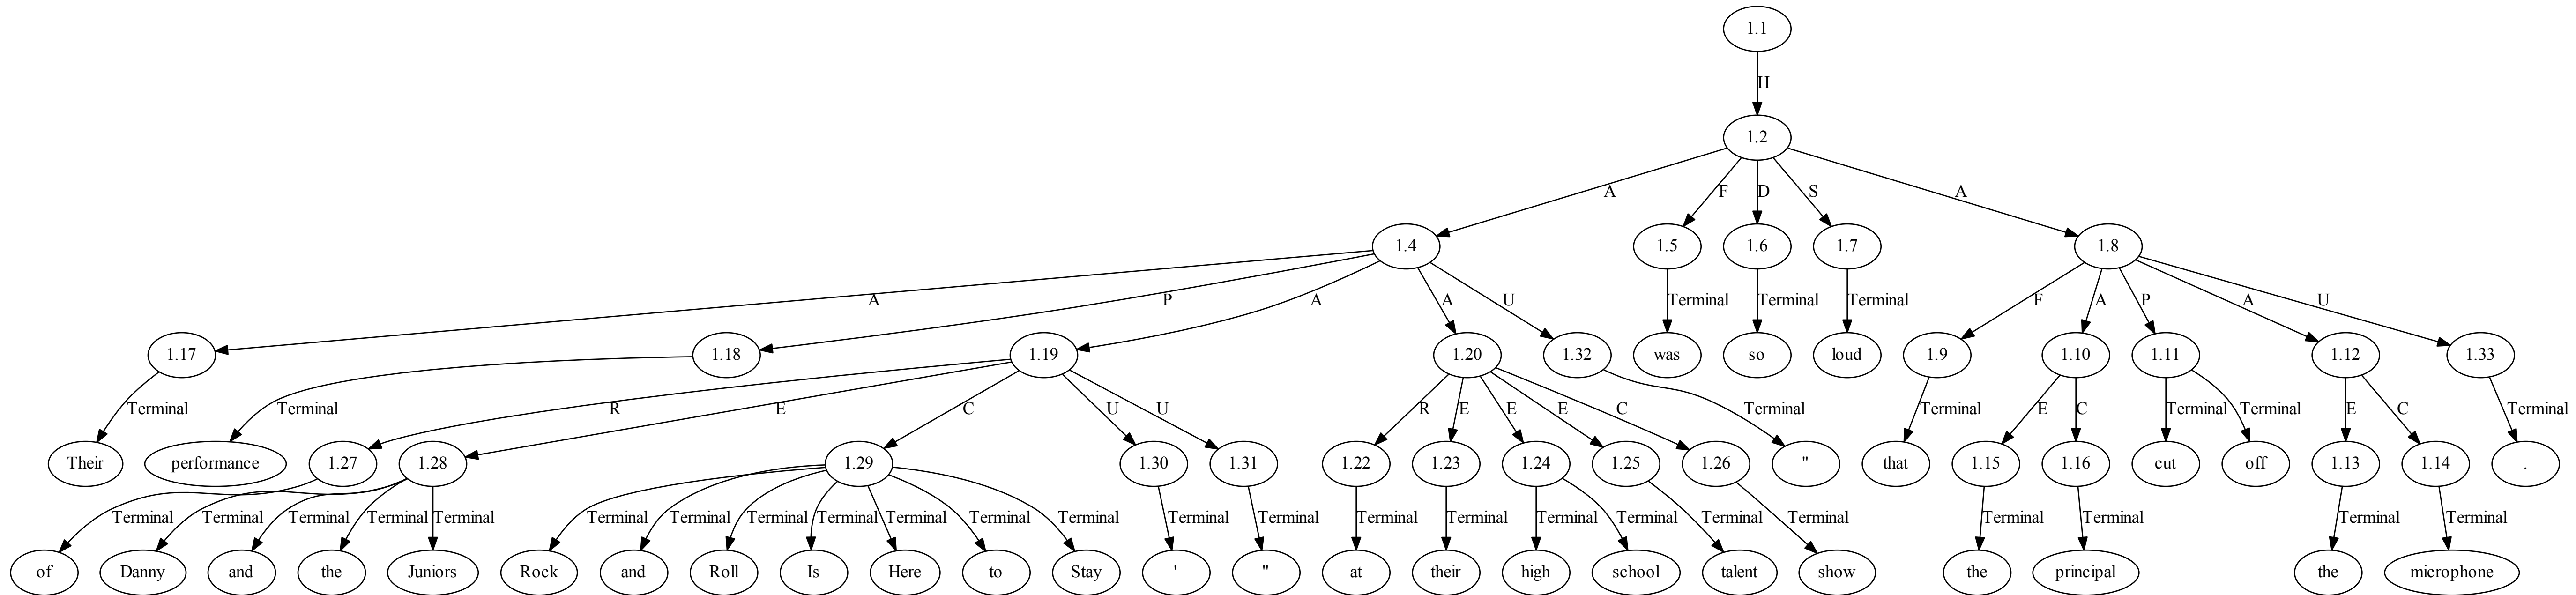 1.1
H
1.2
A F D S A
1.4 1.5 1.6 1.7 1.8
A P A A U Terminal Terminal Terminal F A P A U
1.17 1.18 1.19 1.20 1.32 was so loud 1.9 1.10 1.11 1.12 1.33
Terminal Terminal R E C U U R E E E C Terminal Terminal E C Terminal Terminal E C Terminal
Their performance 1.27 1.28 1.29 1.30 1.31 1.22 1.23 1.24 1.25 1.26 " that 1.15 1.16 cut off 1.13 1.14 .
Terminal Terminal Terminal Terminal Terminal Terminal Terminal Terminal Terminal Terminal Terminal Terminal Terminal Terminal Terminal Terminal Terminal Terminal Terminal Terminal Terminal Terminal Terminal Terminal
of Danny and the Juniors Rock and Roll Is Here to Stay ' " at their high school talent show the principal the microphone